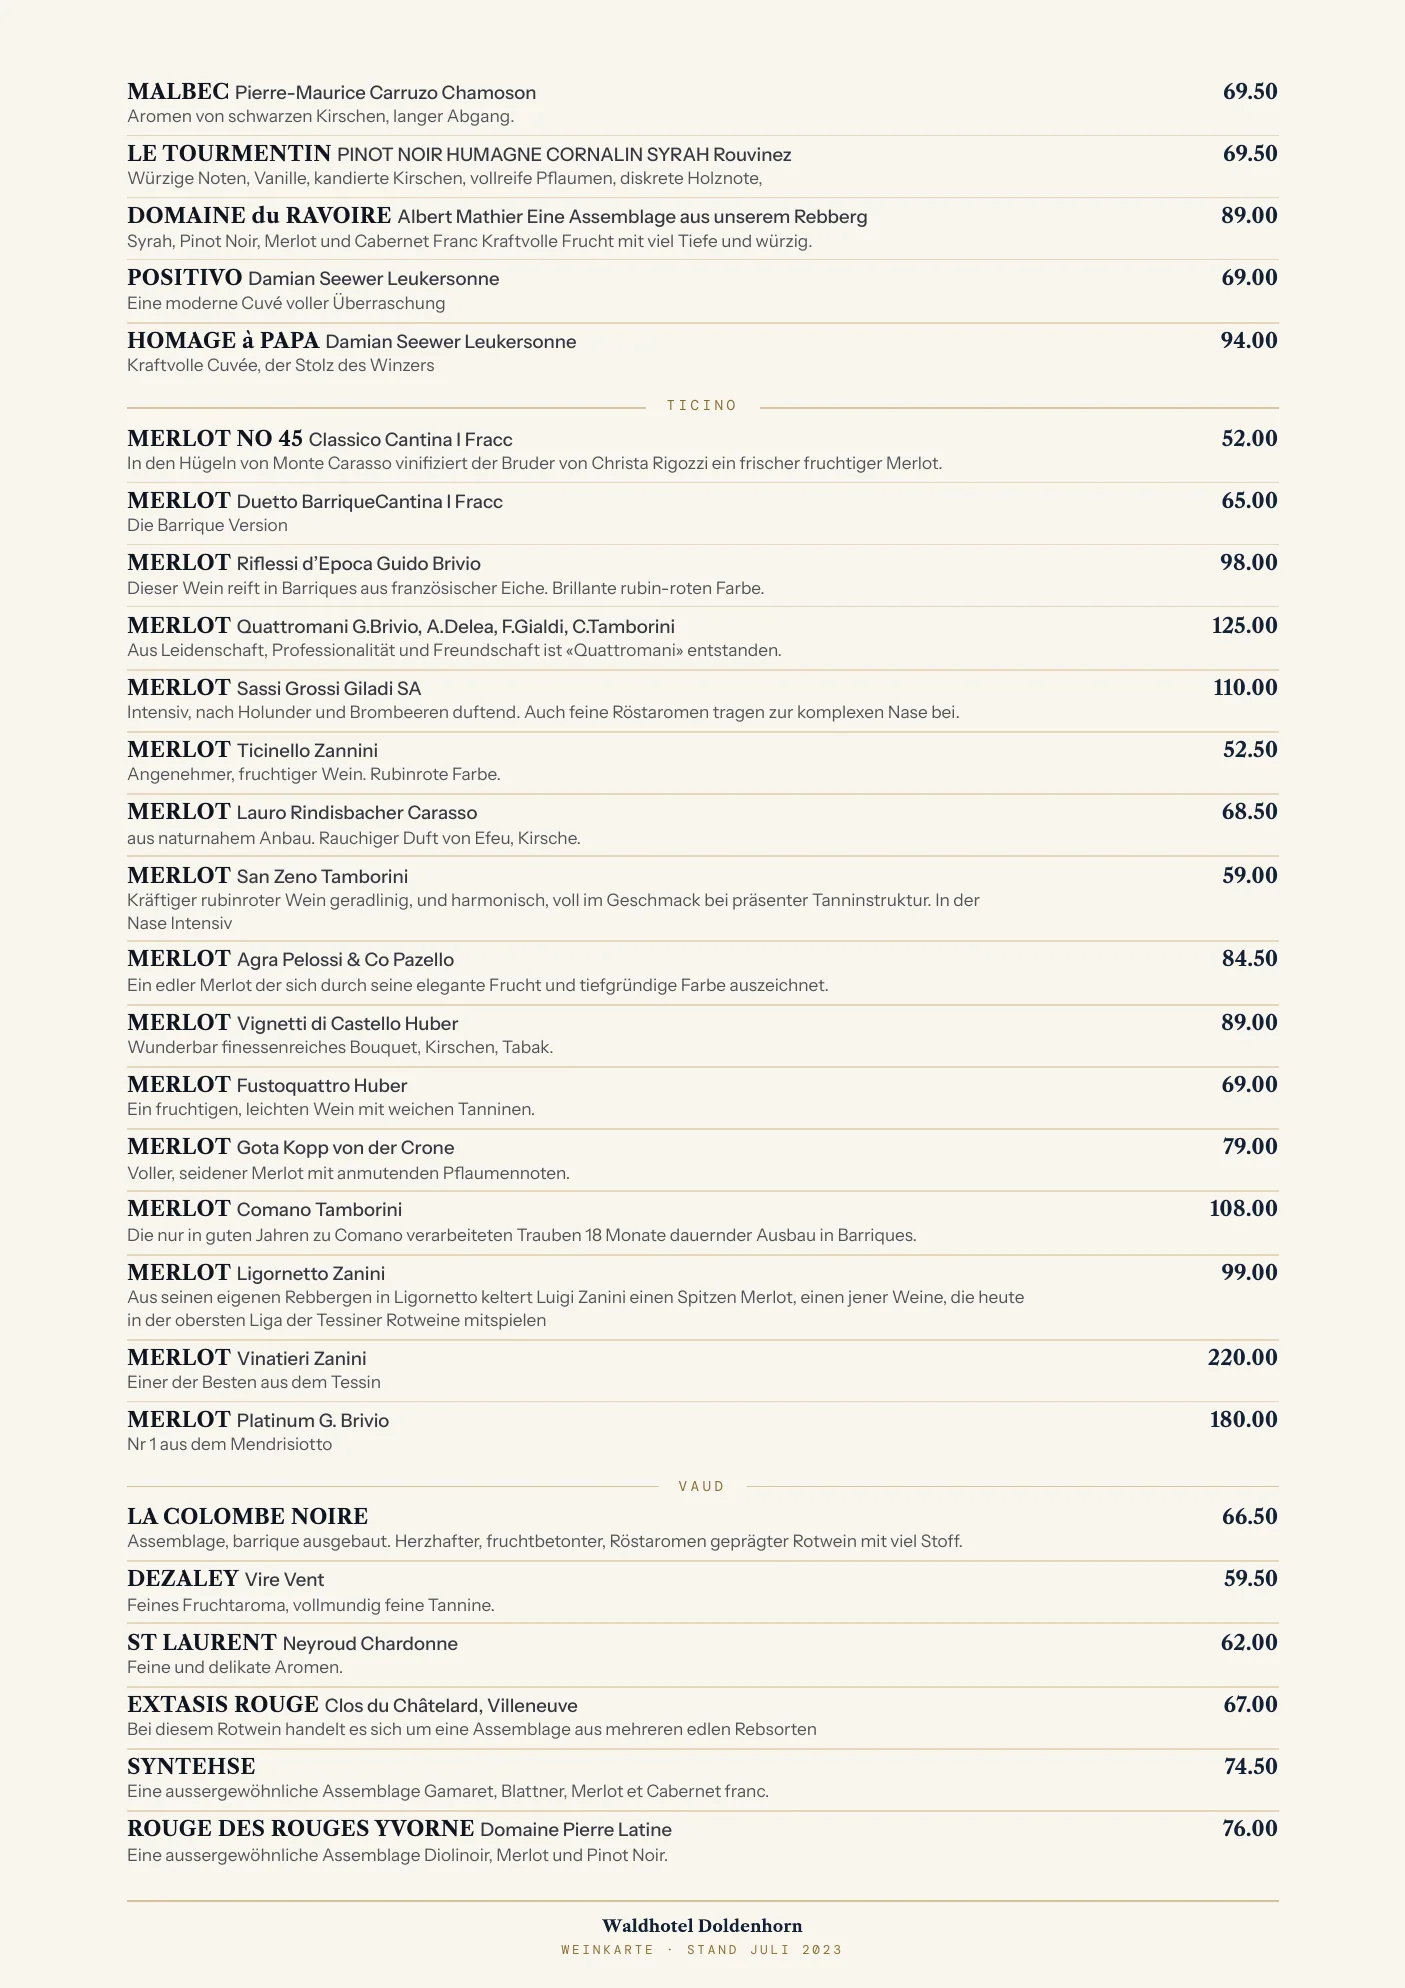 MALBEC Pierre-Maurice Carruzo Chamoson 69.50
Aromen von schwarzen Kirschen, langer Abgang.
LE TOURMENTIN PINOT NOIR HUMAGNE CORNALIN SYRAH Rouvinez 69.50
Würzige Noten, Vanille, kandierte Kirschen, vollreife Pflaumen, diskrete Holznote,
DOMAINE du RAVOIRE Albert Mathier Eine Assemblage aus unserem Rebberg 89.00
Syrah, Pinot Noir, Merlot und Cabernet Franc Kraftvolle Frucht mit viel Tiefe und würzig.
POSITIVO Damian Seewer Leukersonne 69.00
Eine moderne Cuvé voller Überraschung
HOMAGE à PAPA Damian Seewer Leukersonne 94.00
Kraftvolle Cuvée, der Stolz des Winzers
TICINO
MERLOT NO 45 Classico Cantina I Fracc 52.00
In den Hügeln von Monte Carasso vinifiziert der Bruder von Christa Rigozzi ein frischer fruchtiger Merlot.
MERLOT Duetto BarriqueCantina I Fracc 65.00
Die Barrique Version
MERLOT Riflessi d’Epoca Guido Brivio 98.00
Dieser Wein reift in Barriques aus französischer Eiche. Brillante rubin-roten Farbe.
MERLOT Quattromani G.Brivio, A.Delea, F.Gialdi, C.Tamborini 125.00
Aus Leidenschaft, Professionalität und Freundschaft ist «Quattromani» entstanden.
MERLOT Sassi Grossi Giladi SA 110.00
Intensiv, nach Holunder und Brombeeren duftend. Auch feine Röstaromen tragen zur komplexen Nase bei.
MERLOT Ticinello Zannini 52.50
Angenehmer, fruchtiger Wein. Rubinrote Farbe.
MERLOT Lauro Rindisbacher Carasso 68.50
aus naturnahem Anbau. Rauchiger Duft von Efeu, Kirsche.
MERLOT San Zeno Tamborini 59.00
Kräftiger rubinroter Wein geradlinig, und harmonisch, voll im Geschmack bei präsenter Tanninstruktur. In der
Nase Intensiv
MERLOT Agra Pelossi & Co Pazello 84.50
Ein edler Merlot der sich durch seine elegante Frucht und tiefgründige Farbe auszeichnet.
MERLOT Vignetti di Castello Huber 89.00
Wunderbar finessenreiches Bouquet, Kirschen, Tabak.
MERLOT Fustoquattro Huber 69.00
Ein fruchtigen, leichten Wein mit weichen Tanninen.
MERLOT Gota Kopp von der Crone 79.00
Voller, seidener Merlot mit anmutenden Pflaumennoten.
MERLOT Comano Tamborini 108.00
Die nur in guten Jahren zu Comano verarbeiteten Trauben 18 Monate dauernder Ausbau in Barriques.
MERLOT Ligornetto Zanini 99.00
Aus seinen eigenen Rebbergen in Ligornetto keltert Luigi Zanini einen Spitzen Merlot, einen jener Weine, die heute
in der obersten Liga der Tessiner Rotweine mitspielen
MERLOT Vinatieri Zanini 220.00
Einer der Besten aus dem Tessin
MERLOT Platinum G. Brivio 180.00
Nr 1 aus dem Mendrisiotto
VAUD
LA COLOMBE NOIRE 66.50
Assemblage, barrique ausgebaut. Herzhafter, fruchtbetonter, Röstaromen geprägter Rotwein mit viel Stoff.
DEZALEY Vire Vent 59.50
Feines Fruchtaroma, vollmundig feine Tannine.
ST LAURENT Neyroud Chardonne 62.00
Feine und delikate Aromen.
EXTASIS ROUGE Clos du Châtelard, Villeneuve 67.00
Bei diesem Rotwein handelt es sich um eine Assemblage aus mehreren edlen Rebsorten
SYNTEHSE 74.50
Eine aussergewöhnliche Assemblage Gamaret, Blattner, Merlot et Cabernet franc.
ROUGE DES ROUGES YVORNE Domaine Pierre Latine 76.00
Eine aussergewöhnliche Assemblage Diolinoir, Merlot und Pinot Noir.
Waldhotel Doldenhorn
WEINKARTE · STAND JULI 2023